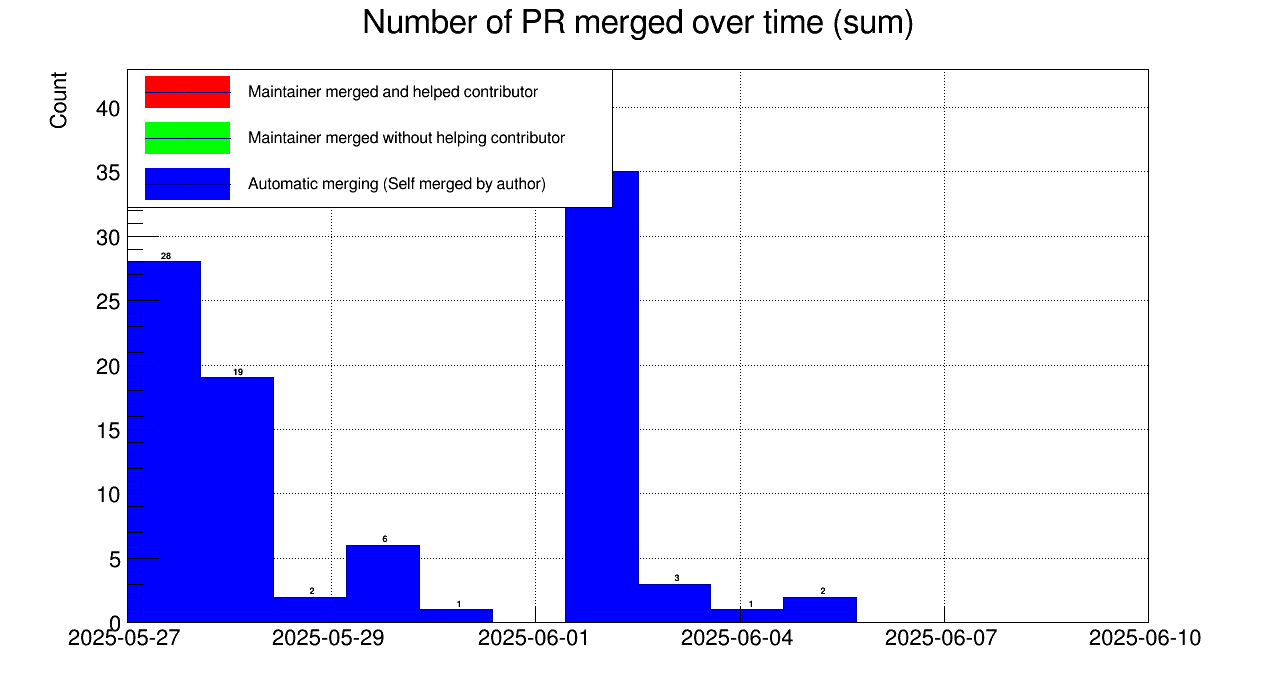 Number of PR merged over time (sum)
Count
Maintainer merged and helped contributor
Maintainer merged without helping contributor
Automatic merging (Self merged by author)
40
35
30
25
20
15
10
5
0
28
19
2
6
1
3
1
2
2025-05-27 2025-05-29 2025-06-01 2025-06-04 2025-06-07 2025-06-10